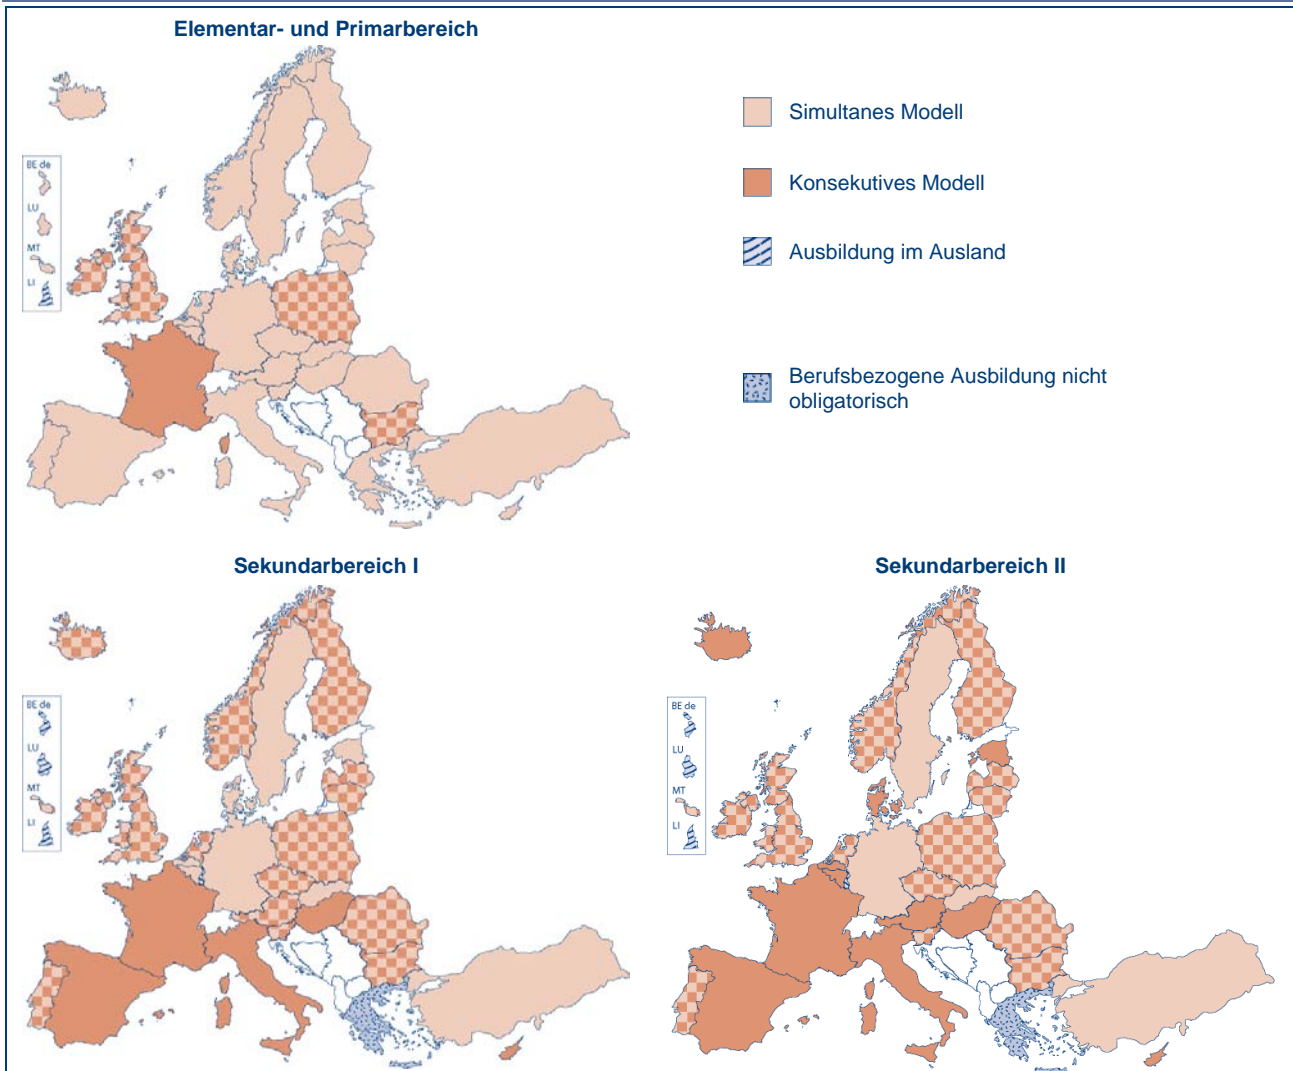 Elementar- und Primarbereich
Simultanes Modell
Konsekutives Modell
Ausbildung im Ausland
Berufsbezogene Ausbildung nicht
obligatorisch
BE de
LU
MT
LI
Sekundarbereich I
BE de
LU
MT
LI
Sekundarbereich II
BE de
LU
MT
LI